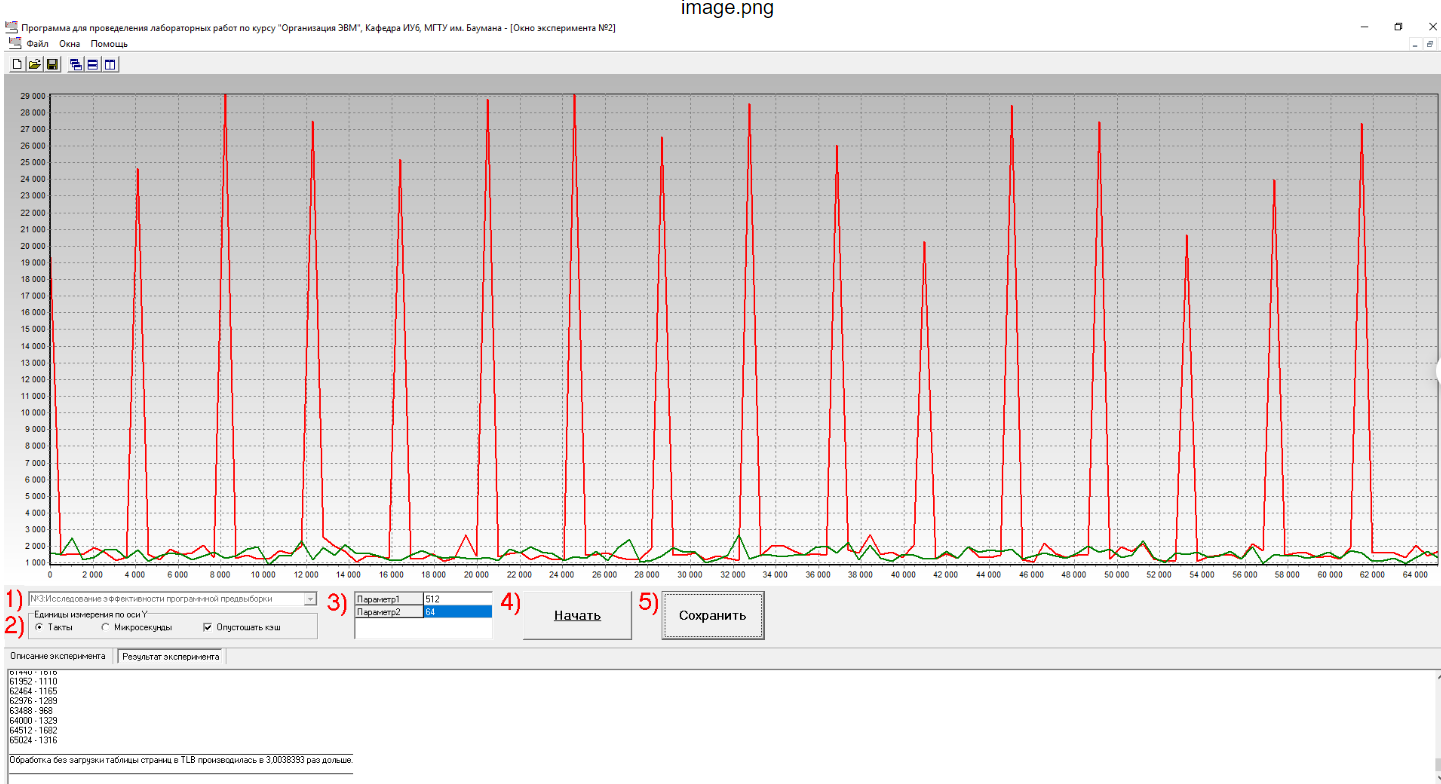 image.png
Программа для проведения лабораторных работ по курсу "Организация ЭВМ", Кафедра ИУ6, МГТУ им. Баумана - [Окно эксперимента №2]
Файл Окна Помощь
29 000
28 000
27 000
26 000
25 000
24 000
23 000
22 000
21 000
20 000
19 000
18 000
17 000
16 000
15 000
14 000
13 000
12 000
11 000
10 000
9 000
8 000
7 000
6 000
5 000
4 000
3 000
2 000
1 000
0 2 000 4 000 6 000 8 000 10 000 12 000 14 000 16 000 18 000 20 000 22 000 24 000 26 000 28 000 30 000 32 000 34 000 36 000 38 000 40 000 42 000 44 000 46 000 48 000 50 000 52 000 54 000 56 000 58 000 60 000 62 000 64 000
1) №3:Исследование эффективности программной предвыборки
2) Единицы измерения по оси Y
Такты Микросекунды Опустошать кэш
3) Параметр1 512
Параметр2 64
4) Начать
5) Сохранить
Описание эксперимента Результат эксперимента
61440 - 1616
61952 - 1110
62464 - 1165
62976 - 1289
63488 - 968
64000 - 1329
64512 - 1682
65024 - 1316
Обработка без загрузки таблицы страниц в TLB производилась в 3,0038393 раз дольше.